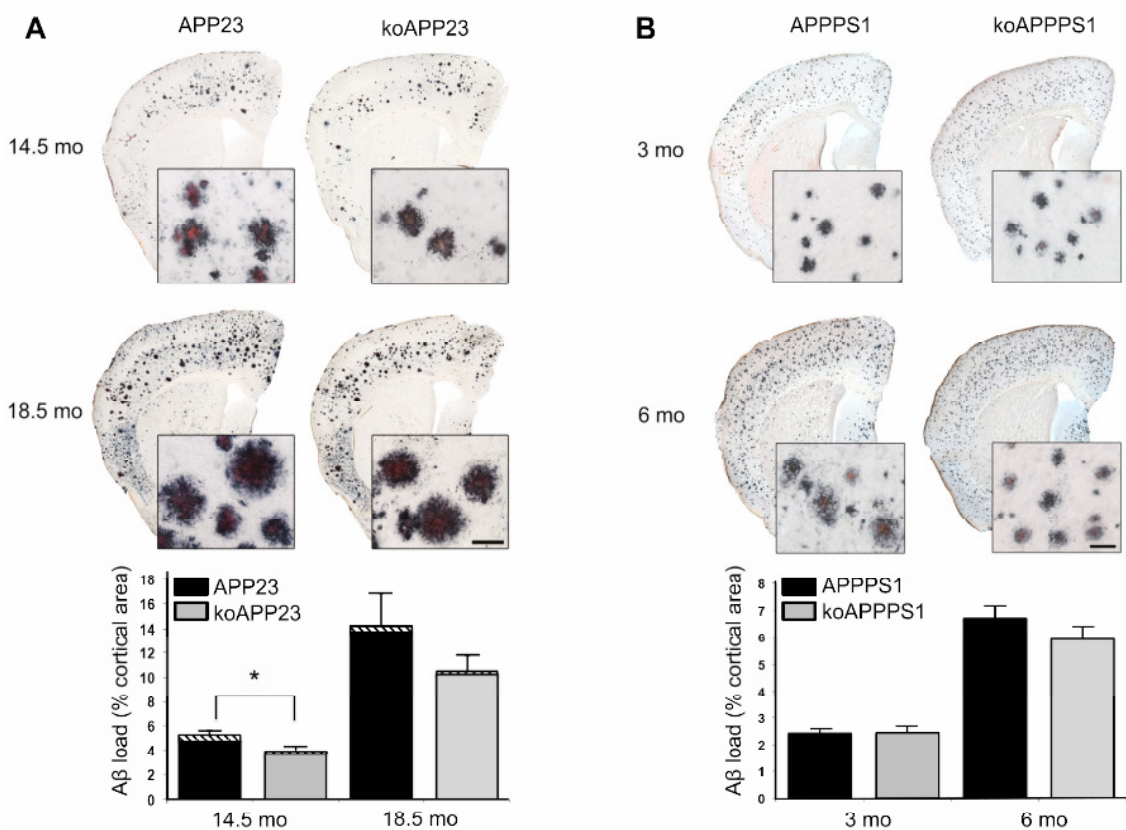 A
APP23
koAPP23
14.5 mo
18.5 mo
Aβ load (% cortical area)
18
16
14
12
10
8
6
4
2
0
APP23
koAPP23
*
14.5 mo
18.5 mo
B
APPPS1
koAPPPS1
3 mo
6 mo
Aβ load (% cortical area)
8
7
6
5
4
3
2
1
0
APPPS1
koAPPPS1
3 mo
6 mo